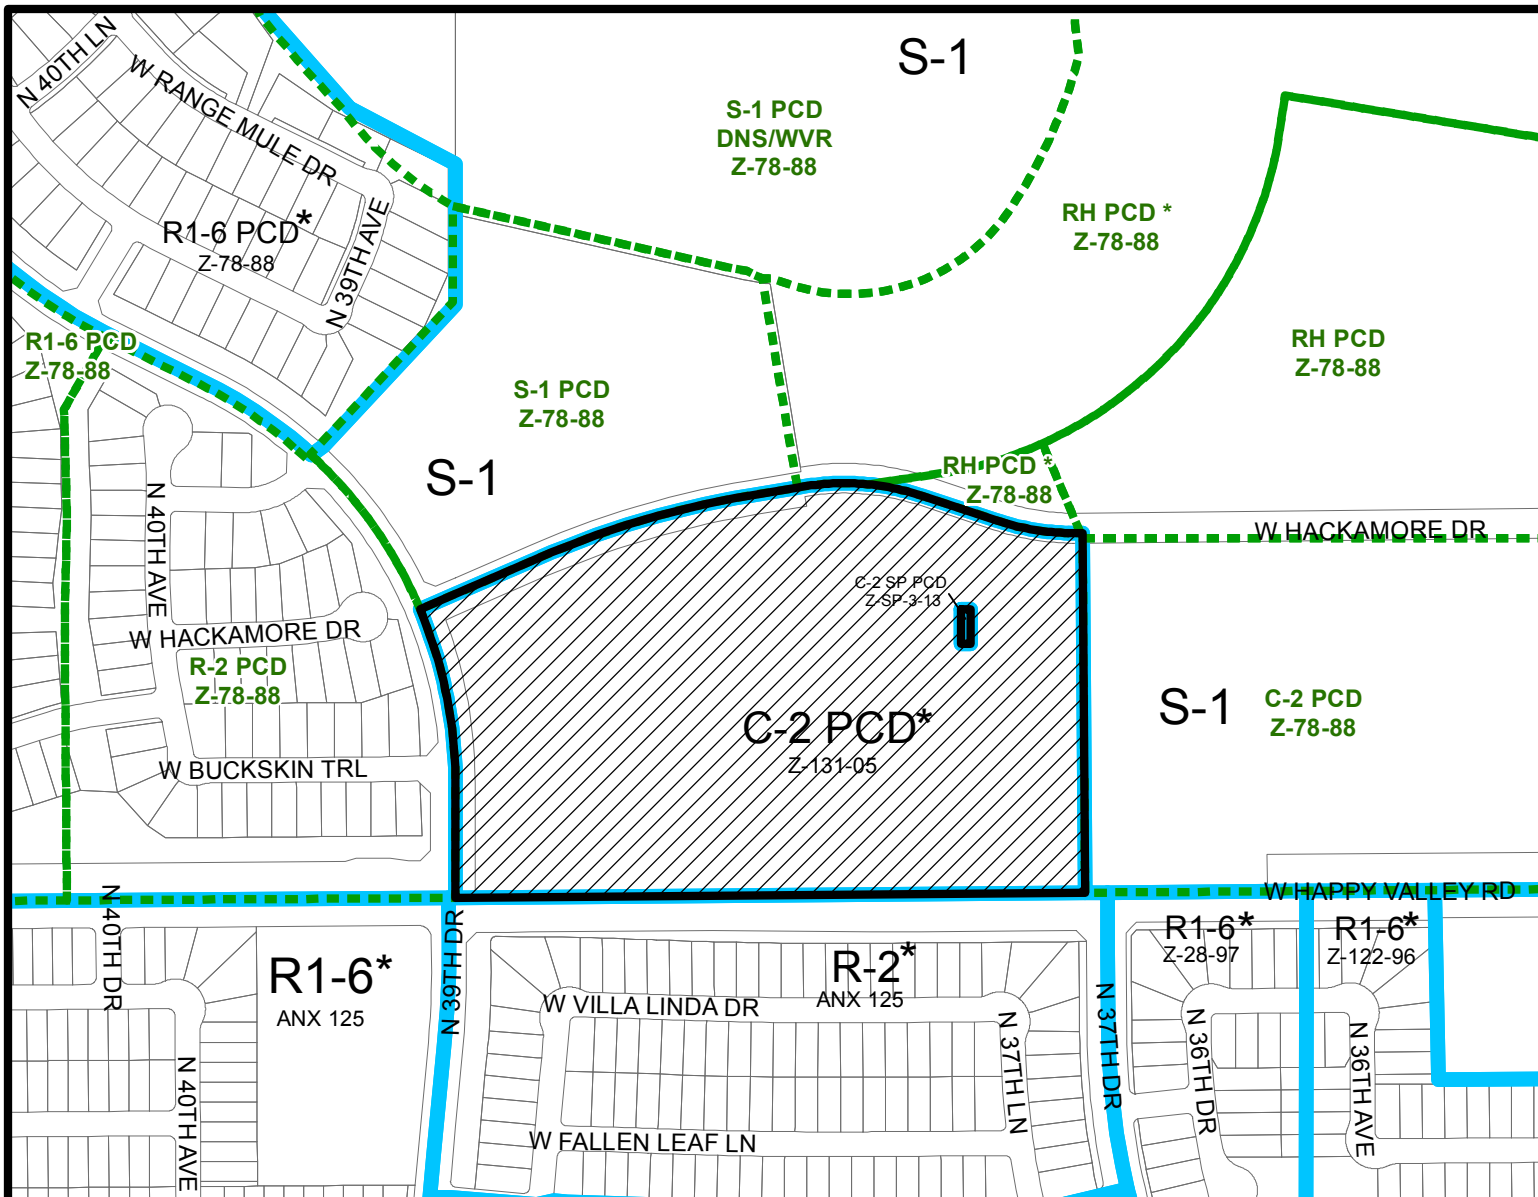 S-1
N 40TH LN
W RANGE MULE DR
S-1 PCD
DNS/WVR
Z-78-88
RH PCD *
Z-78-88
R1-6 PCD*
Z-78-88
N 39TH AVE
R1-6 PCD
Z-78-88
RH PCD
Z-78-88
S-1 PCD
Z-78-88
S-1
RH PCD *
Z-78-88
N 40TH AVE
W HACKAMORE DR
C-2 SP PCD
Z-SP-3-13
W HACKAMORE DR
R-2 PCD
Z-78-88
S-1
C-2 PCD
Z-78-88
C-2 PCD*
Z-131-05
W BUCKSKIN TRL
W HAPPY VALLEY RD
N 40TH DR
N 39TH DR
R1-6*
ANX 125
R-2*
ANX 125
R1-6*
Z-28-97
R1-6*
Z-122-96
W VILLA LINDA DR
N 37TH LN
N 37TH DR
N 36TH DR
N 36TH AVE
N 40TH AVE
W FALLEN LEAF LN